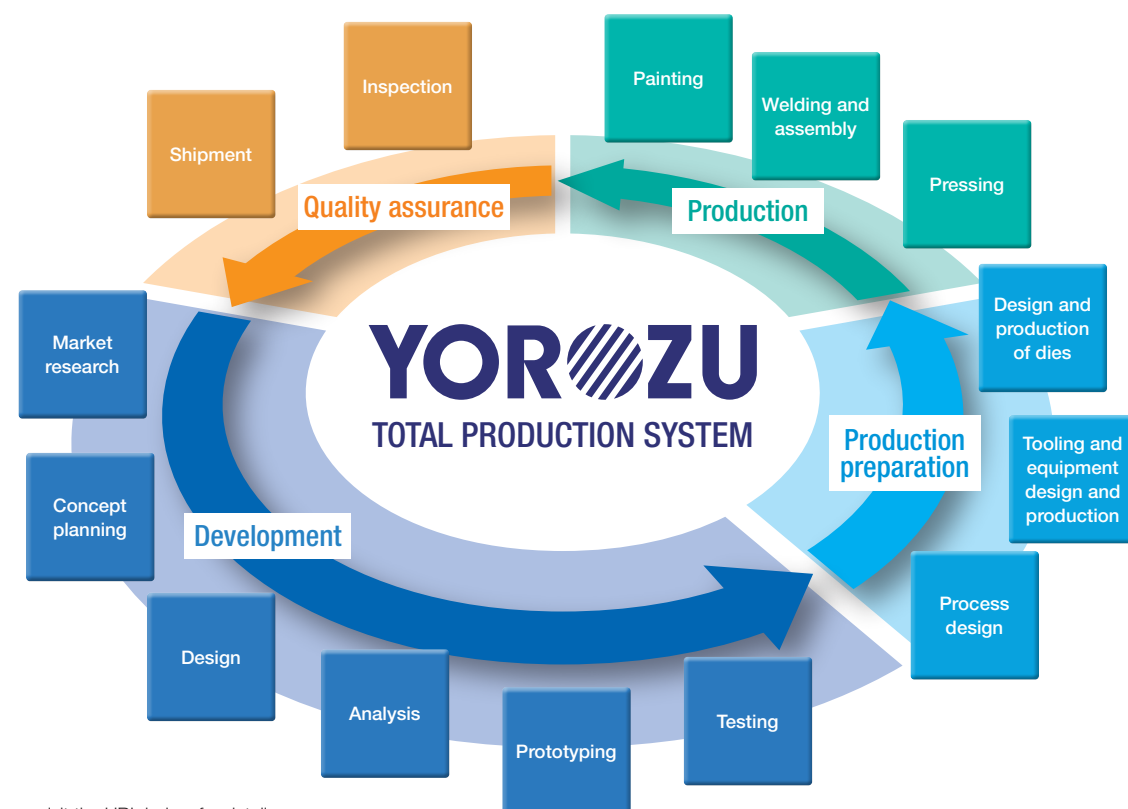 Painting
Inspection
Welding and
assembly
Shipment
Pressing
Quality assurance
Production
Design and
production
of dies
Market
research
YOROZU
TOTAL PRODUCTION SYSTEM
Production
preparation
Tooling and
equipment
design and
production
Concept
planning
Development
Process
design
Design
Analysis
Testing
Prototyping